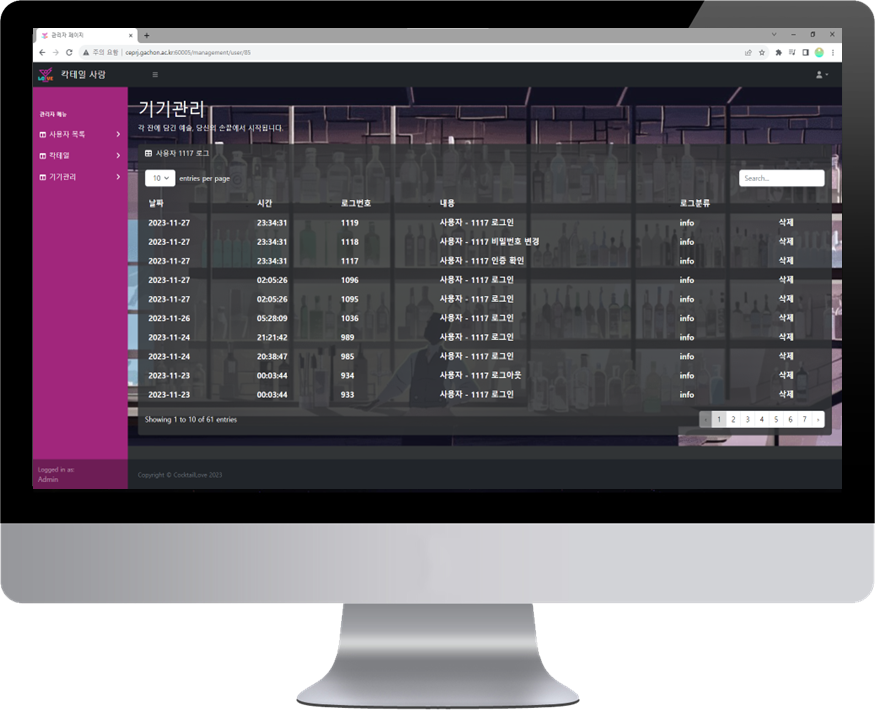 관리자 페이지
주의 요함 | ceprj.gachon.ac.kr:60005/management/user/85
칵테일 사랑
관리자 메뉴
사용자 목록
칵테일
기기관리
기기관리
각 잔에 담긴 예술, 당신의 손끝에서 시작됩니다.
사용자 1117 로그
10 entries per page Search...
날짜 시간 로그번호 내용 로그분류
2023-11-27 23:34:31 1119 사용자 - 1117 로그인 info 삭제
2023-11-27 23:34:31 1118 사용자 - 1117 비밀번호 변경 info 삭제
2023-11-27 23:34:31 1117 사용자 - 1117 인증 확인 info 삭제
2023-11-27 02:05:26 1096 사용자 - 1117 로그인 info 삭제
2023-11-27 02:05:26 1095 사용자 - 1117 로그인 info 삭제
2023-11-26 05:28:09 1036 사용자 - 1117 로그인 info 삭제
2023-11-24 21:21:42 989 사용자 - 1117 로그인 info 삭제
2023-11-24 20:38:47 985 사용자 - 1117 로그인 info 삭제
2023-11-23 00:03:44 934 사용자 - 1117 로그아웃 info 삭제
2023-11-23 00:03:44 933 사용자 - 1117 로그인 info 삭제
Showing 1 to 10 of 61 entries ‹ 1 2 3 4 5 6 7 ›
Logged in as:
Admin
Copyright © CocktailLove 2023